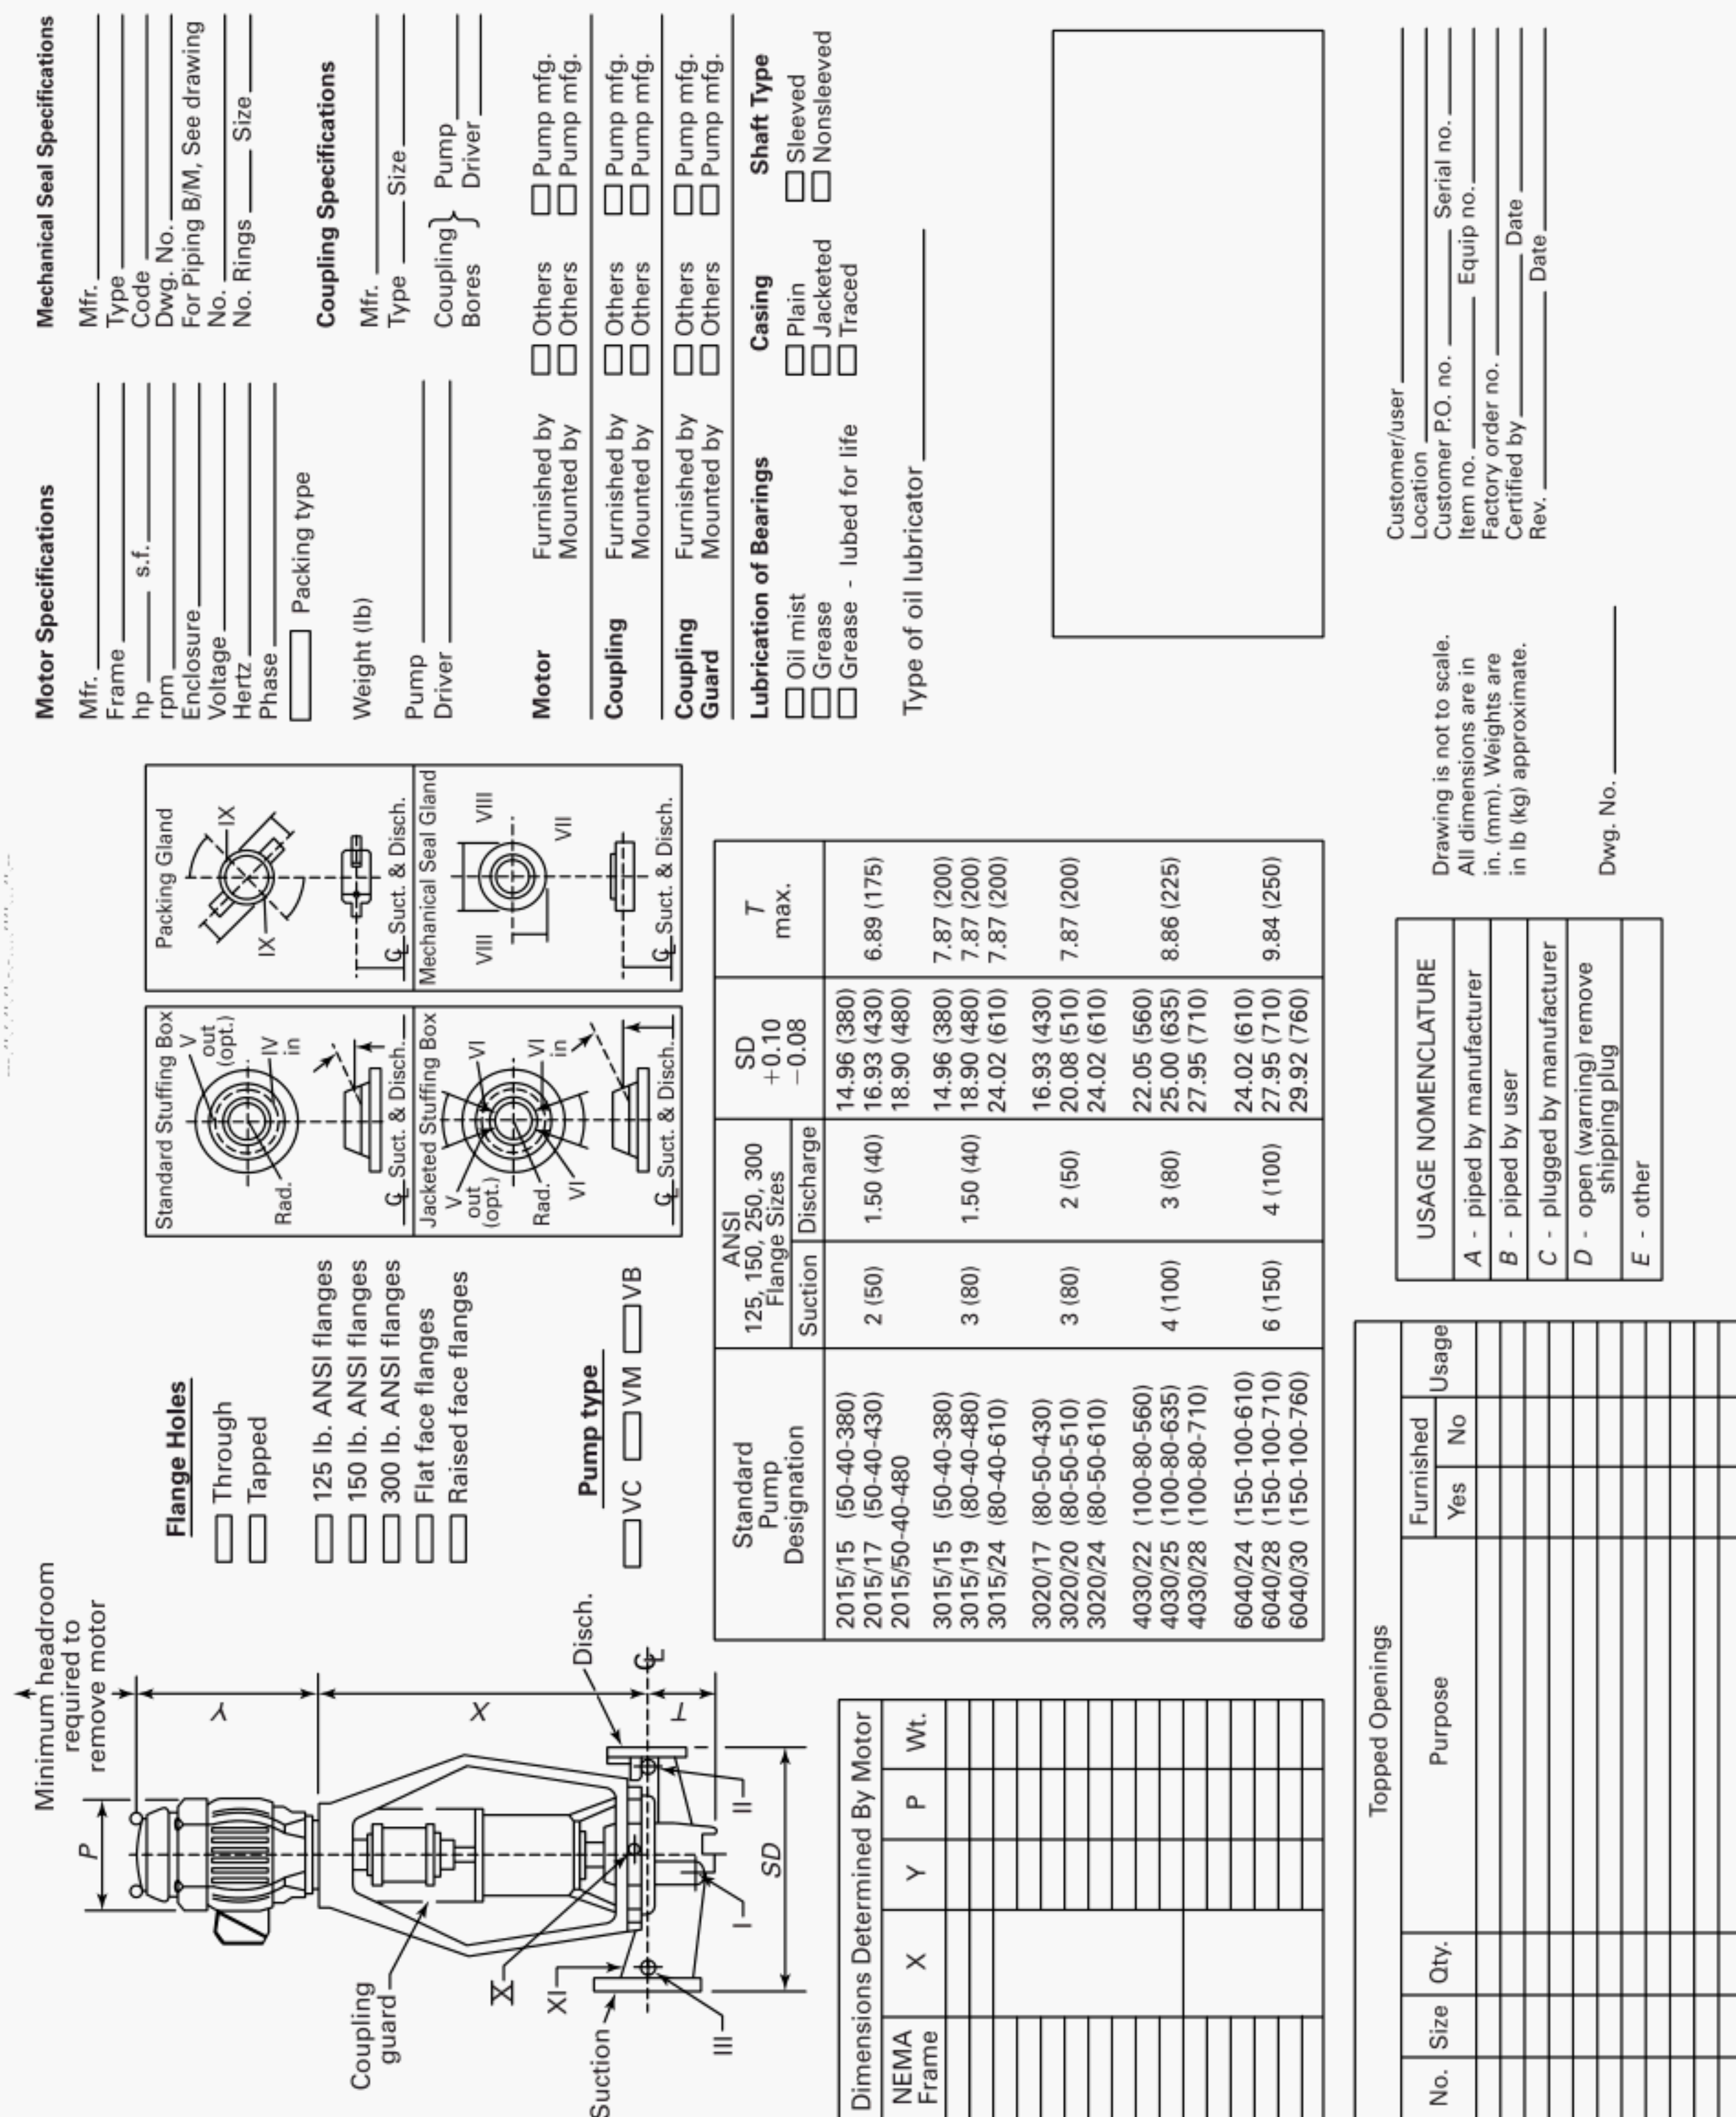 Minimum headroom
required to
remove motor
P
Y
X
T
Coupling
guard
X
XI
Suction
III
I
II
SD
Disch.
C
L
Flange Holes
Through
Tapped
125 lb. ANSI flanges
150 lb. ANSI flanges
300 lb. ANSI flanges
Flat face flanges
Raised face flanges
Pump type
VC VM VB
Standard Stuffing Box
V
out
(opt.)
IV
in
Rad.
CL Suct. & Disch.
Jacketed Stuffing Box
V
out
(opt.)
VI
VI
in
Rad.
VI
CL Suct. & Disch.
Packing Gland
IX
IX
CL Suct. & Disch.
Mechanical Seal Gland
VIII
VIII
VII
CL Suct. & Disch.
Motor Specifications
Mfr.
Frame
hp s.f.
rpm
Enclosure
Voltage
Hertz
Phase
Packing type
Weight (lb)
Pump
Driver
Mechanical Seal Specifications
Mfr.
Type
Code
Dwg. No.
For Piping B/M, See drawing
No.
No. Rings Size
Coupling Specifications
Mfr.
Type Size
Coupling } Pump
Bores Driver
Motor Furnished by Others Pump mfg.
Mounted by Others Pump mfg.
Coupling Furnished by Others Pump mfg.
Mounted by Others Pump mfg.
Coupling Furnished by Others Pump mfg.
Guard Mounted by Others Pump mfg.
Lubrication of Bearings Casing Shaft Type
Oil mist Plain Sleeved
Grease Jacketed Nonsleeved
Grease - lubed for life Traced
Type of oil lubricator
Dimensions Determined By Motor
NEMA
Frame X Y P Wt.
Standard
Pump
Designation
ANSI
125, 150, 250, 300
Flange Sizes
Suction Discharge
SD
+0.10
−0.08
T
max.
2015/15 (50-40-380) 14.96 (380)
2015/17 (50-40-430) 2 (50) 1.50 (40) 16.93 (430) 6.89 (175)
2015/50-40-480 18.90 (480)
3015/15 (50-40-380) 14.96 (380) 7.87 (200)
3015/19 (80-40-480) 3 (80) 1.50 (40) 18.90 (480) 7.87 (200)
3015/24 (80-40-610) 24.02 (610) 7.87 (200)
3020/17 (80-50-430) 16.93 (430)
3020/20 (80-50-510) 3 (80) 2 (50) 20.08 (510) 7.87 (200)
3020/24 (80-50-610) 24.02 (610)
4030/22 (100-80-560) 22.05 (560)
4030/25 (100-80-635) 4 (100) 3 (80) 25.00 (635) 8.86 (225)
4030/28 (100-80-710) 27.95 (710)
6040/24 (150-100-610) 24.02 (610)
6040/28 (150-100-710) 6 (150) 4 (100) 27.95 (710) 9.84 (250)
6040/30 (150-100-760) 29.92 (760)
Topped Openings
No. Size Qty. Purpose Furnished Usage
Yes No
USAGE NOMENCLATURE
A - piped by manufacturer
B - piped by user
C - plugged by manufacturer
D - open (warning) remove
shipping plug
E - other
Drawing is not to scale.
All dimensions are in
in. (mm). Weights are
in lb (kg) approximate.
Dwg. No.
Customer/user
Location
Customer P.O. no. Serial no.
Item no. Equip no.
Factory order no.
Certified by Date
Rev. Date